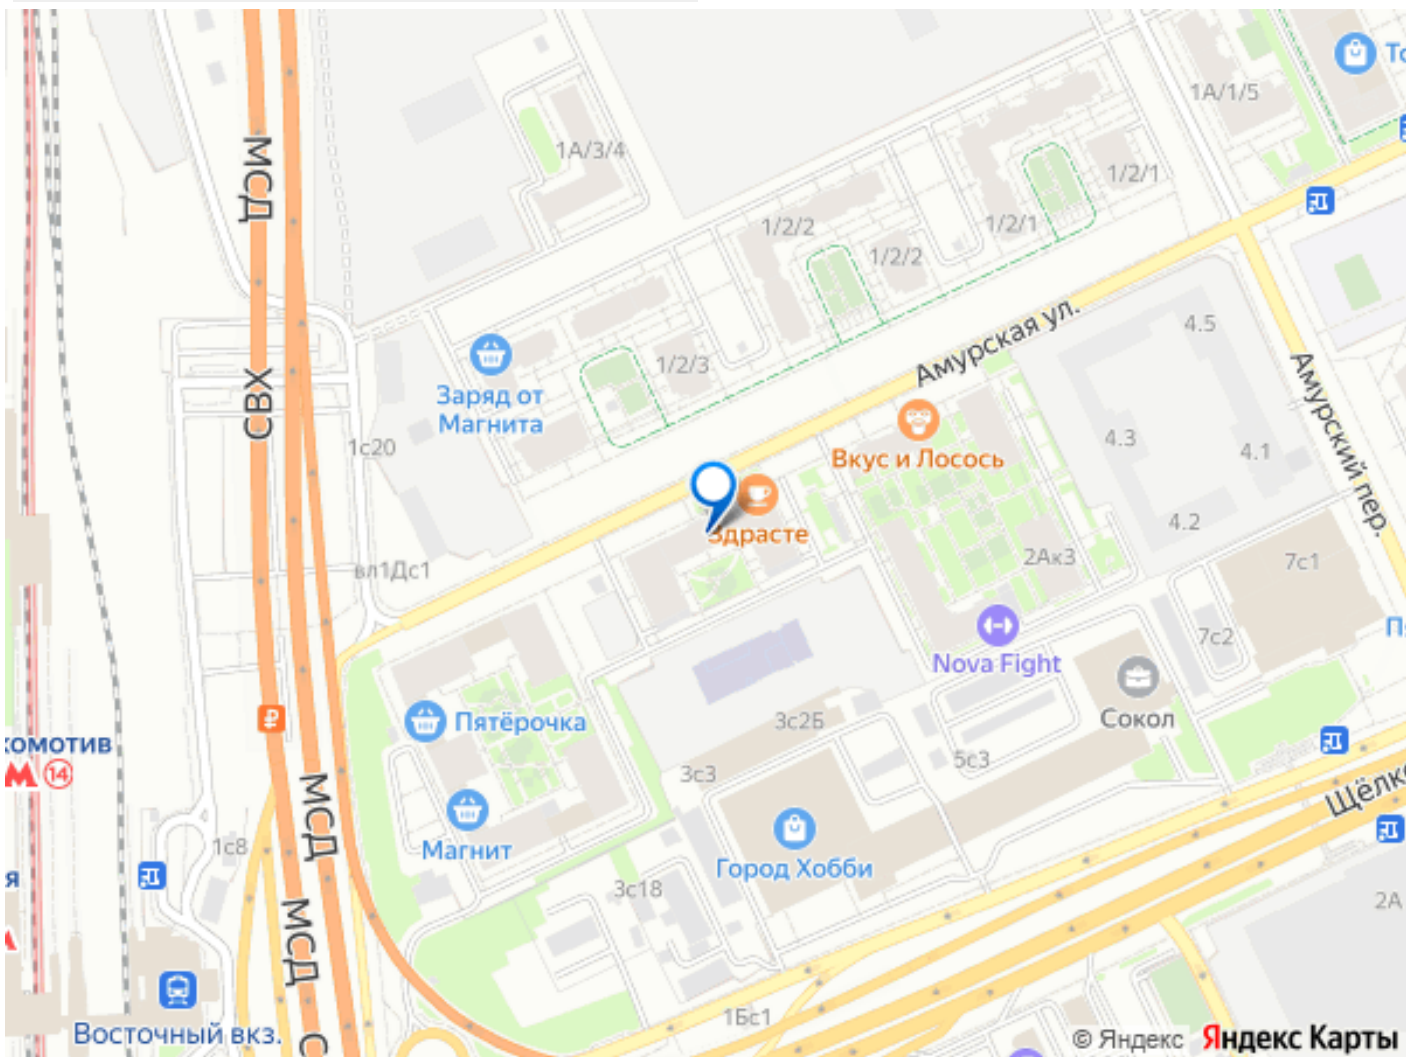 1А/1/5
1А/3/4
МСД
1/2/1
1/2/2
1/2/1
1/2/2
Амурская ул.
4.5
1/2/3
Заряд от
Магнита
СВХ
Амурский пер.
1с20
4.3
4.1
Вкус и Лосось
4.2
Здрасте
2Ак3
7с1
вл1Дс1
7с2
Nova Fight
Сокол
Пятёрочка
3с2Б
5с3
3с3
14
МСД
Магнит
1с8
Город Хобби
3с18
2А
МСД
1Бс1
Восточный вкз.
© Яндекс Яндекс Карты